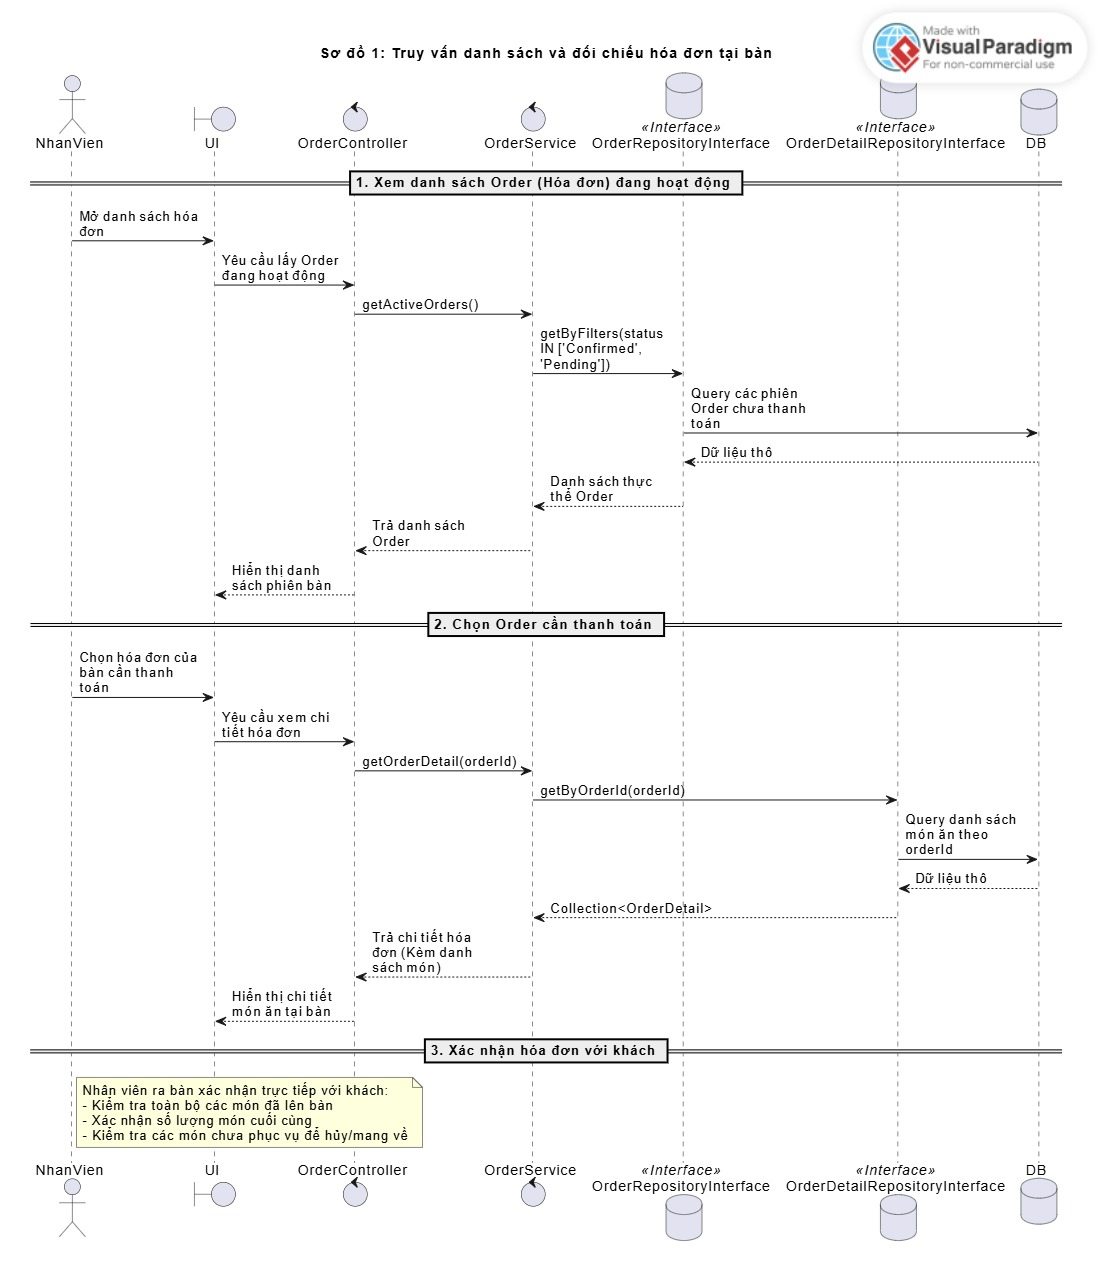 Made with
Visual Paradigm
For non-commercial use
Sơ đồ 1: Truy vấn danh sách và đối chiếu hóa đơn tại bàn
NhanVien
UI
OrderController
OrderService
«Interface»
OrderRepositoryInterface
«Interface»
OrderDetailRepositoryInterface
DB
1. Xem danh sách Order (Hóa đơn) đang hoạt động
Mở danh sách hóa
đơn
Yêu cầu lấy Order
đang hoạt động
getActiveOrders()
getByFilters(status
IN ['Confirmed',
'Pending'])
Query các phiên
Order chưa thanh
toán
Dữ liệu thô
Danh sách thực
thể Order
Trả danh sách
Order
Hiển thị danh
sách phiên bàn
2. Chọn Order cần thanh toán
Chọn hóa đơn của
bàn cần thanh
toán
Yêu cầu xem chi
tiết hóa đơn
getOrderDetail(orderId)
getByOrderId(orderId)
Query danh sách
món ăn theo
orderId
Dữ liệu thô
Collection<OrderDetail>
Trả chi tiết hóa
đơn (Kèm danh
sách món)
Hiển thị chi tiết
món ăn tại bàn
3. Xác nhận hóa đơn với khách
Nhân viên ra bàn xác nhận trực tiếp với khách:
- Kiểm tra toàn bộ các món đã lên bàn
- Xác nhận số lượng món cuối cùng
- Kiểm tra các món chưa phục vụ để hủy/mang về
NhanVien
UI
OrderController
OrderService
«Interface»
OrderRepositoryInterface
«Interface»
OrderDetailRepositoryInterface
DB